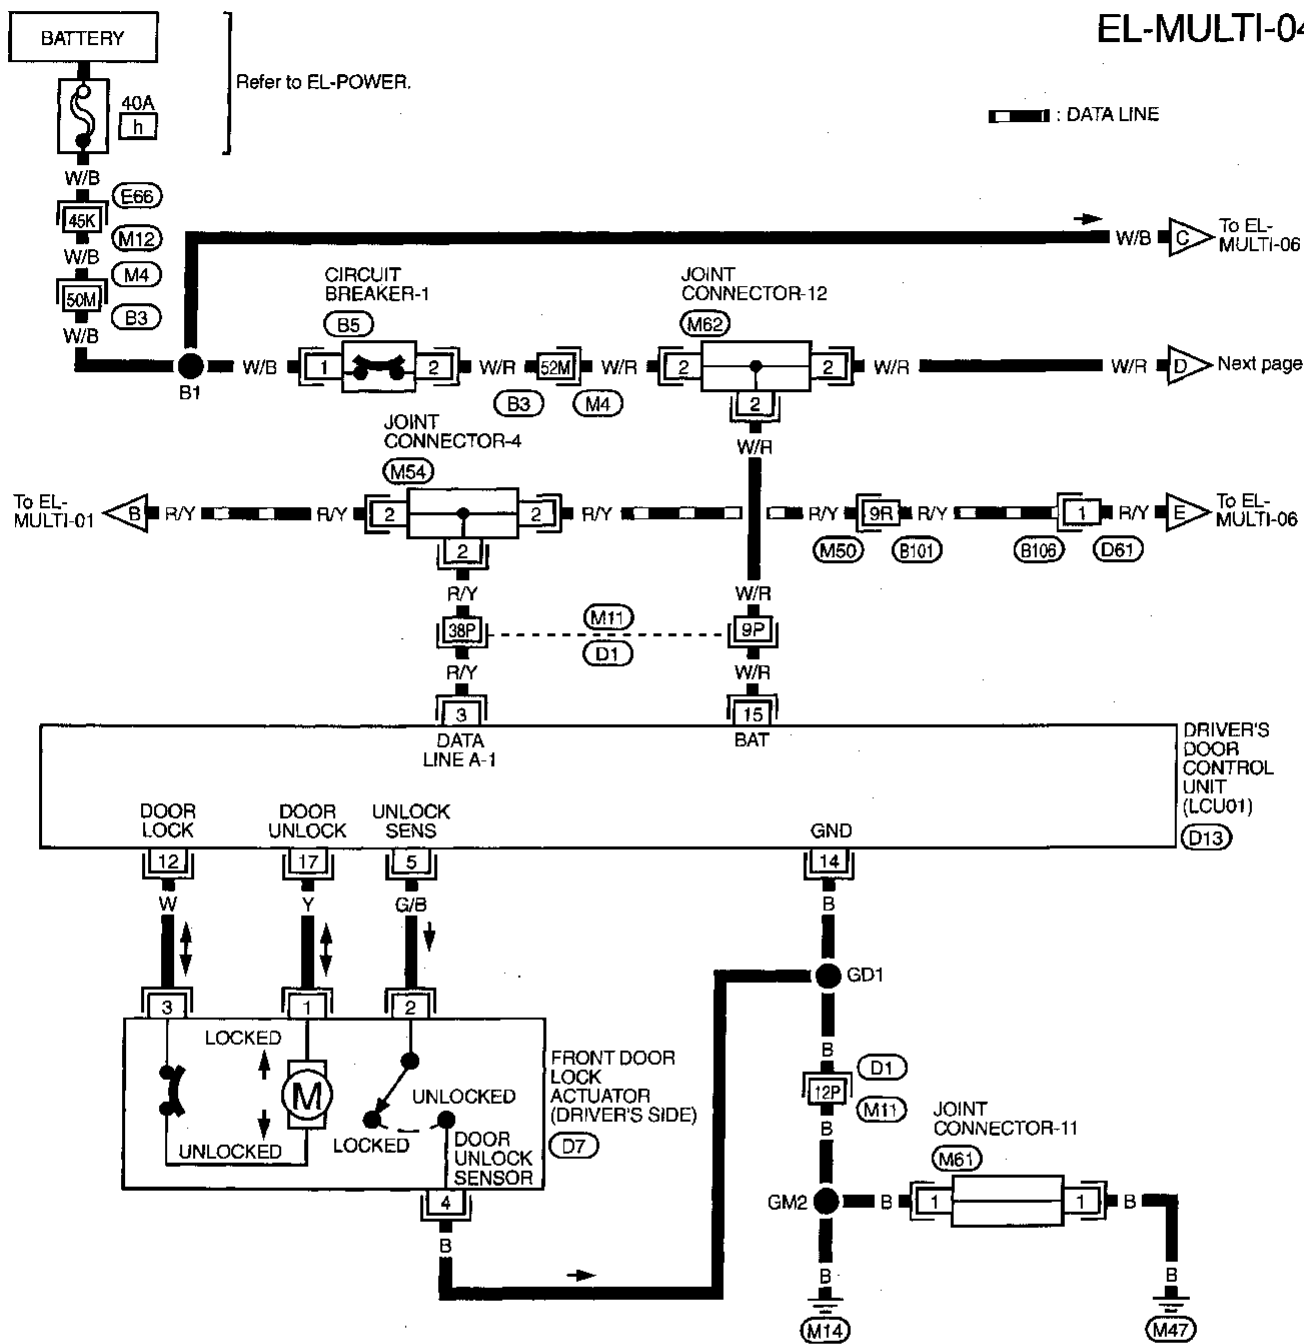 EL-MULTI-04
BATTERY
Refer to EL-POWER.
40A
h
: DATA LINE
W/B
E66
45K
M12
W/B
M4
50M
B3
W/B
W/B
C
To EL-
MULTI-06
CIRCUIT
BREAKER-1
B5
JOINT
CONNECTOR-12
M62
B1
W/B
1
2
W/R
52M
W/R
2
2
W/R
W/R
D
Next page
B3
M4
2
W/R
JOINT
CONNECTOR-4
M54
To EL-
MULTI-01
B
R/Y
R/Y
2
2
R/Y
R/Y
9R
R/Y
1
R/Y
E
To EL-
MULTI-06
M50
B101
B106
D61
2
R/Y
W/R
38P
M11
D1
9P
R/Y
W/R
3
15
DATA
LINE A-1
BAT
DRIVER'S
DOOR
CONTROL
UNIT
(LCU01)
D13
DOOR
LOCK
DOOR
UNLOCK
UNLOCK
SENS
GND
12
17
5
14
W
Y
G/B
B
GD1
3
1
2
LOCKED
M
UNLOCKED
UNLOCKED
LOCKED
DOOR
UNLOCK
SENSOR
FRONT DOOR
LOCK
ACTUATOR
(DRIVER'S SIDE)
D7
B
D1
12P
M11
B
JOINT
CONNECTOR-11
M61
4
B
GM2
B
1
1
B
B
M14
M47